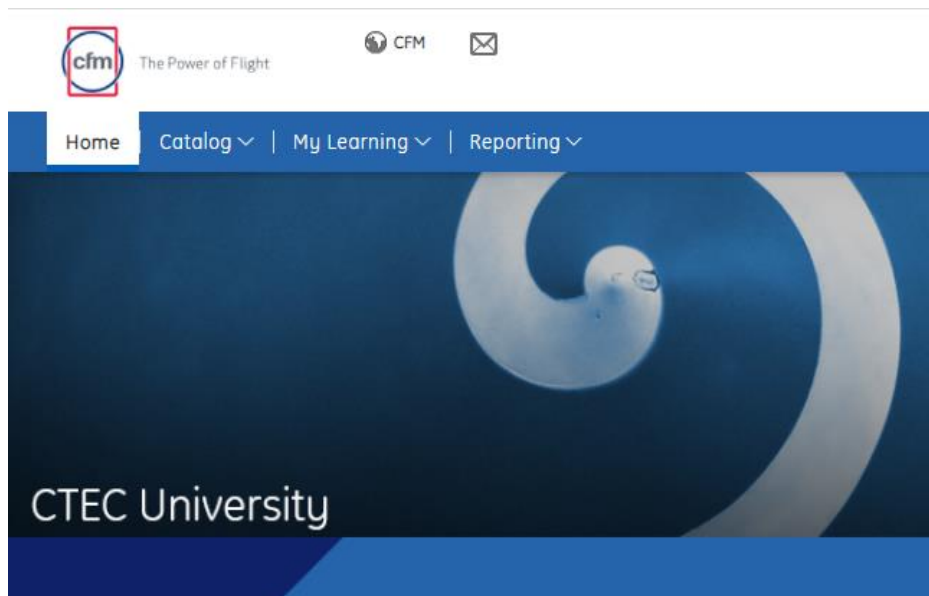 cfm
The Power of Flight
CFM
Home
Catalog
My Learning
Reporting
CTEC University